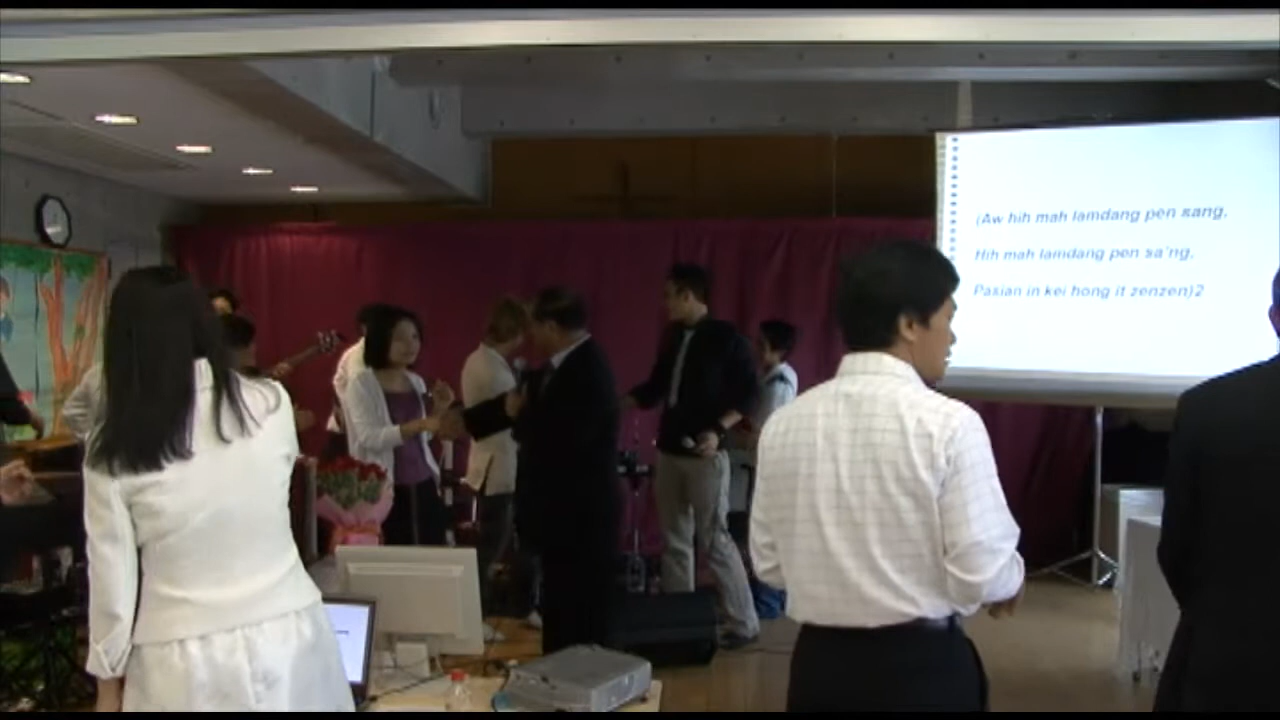 (Aw hih mah lamdang pen sang,
Hih mah lamdang pen sa'ng,
Pasian in kei hong it zenzen)2